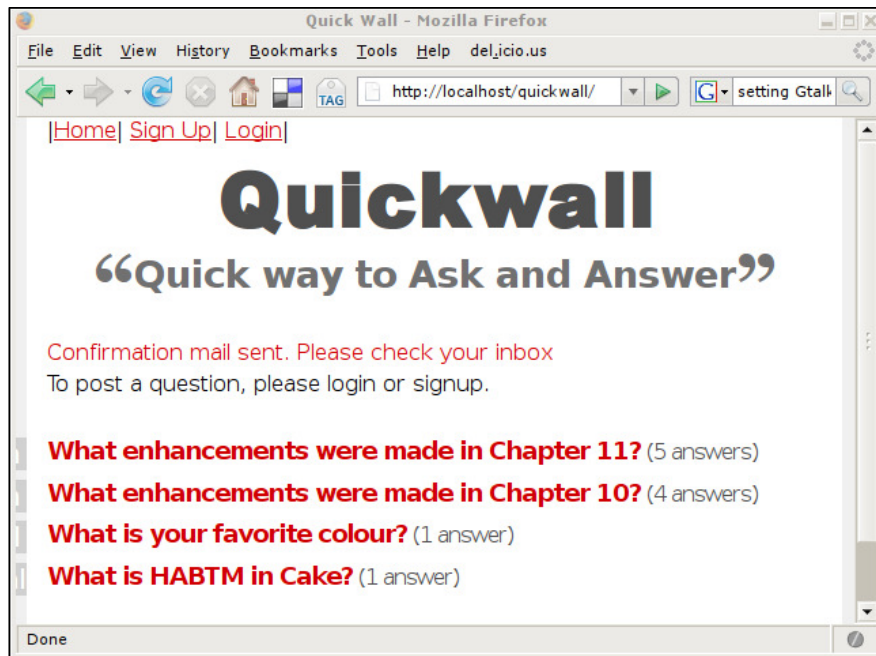 Quick Wall - Mozilla Firefox
File Edit View History Bookmarks Tools Help del.icio.us
TAG http://localhost/quickwall/ G setting Gtalk
|Home| Sign Up| Login|
Quickwall
“Quick way to Ask and Answer”
Confirmation mail sent. Please check your inbox
To post a question, please login or signup.
What enhancements were made in Chapter 11? (5 answers)
What enhancements were made in Chapter 10? (4 answers)
What is your favorite colour? (1 answer)
What is HABTM in Cake? (1 answer)
Done